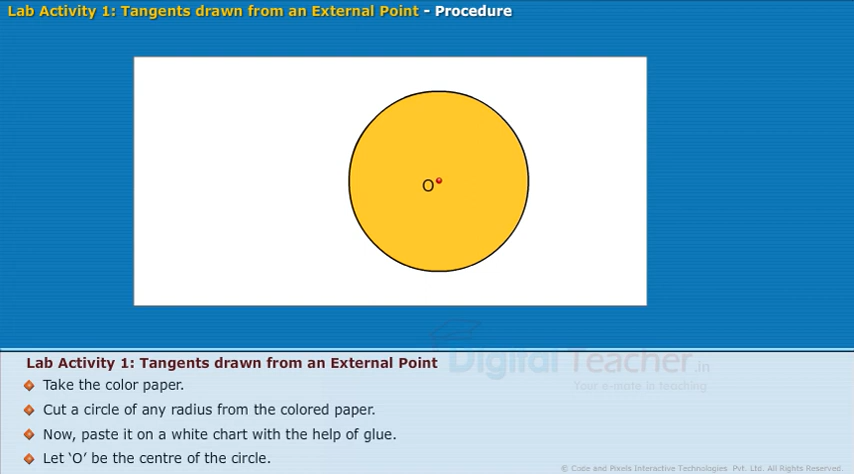 Lab Activity 1: Tangents drawn from an External Point - Procedure
O
Lab Activity 1: Tangents drawn from an External Point
Take the color paper.
Cut a circle of any radius from the colored paper.
Now, paste it on a white chart with the help of glue.
Let ‘O’ be the centre of the circle.
Digital Teacher.in
Your e-mate in teaching
© Code and Pixels Interactive Technologies Pvt. Ltd. All Rights Reserved.